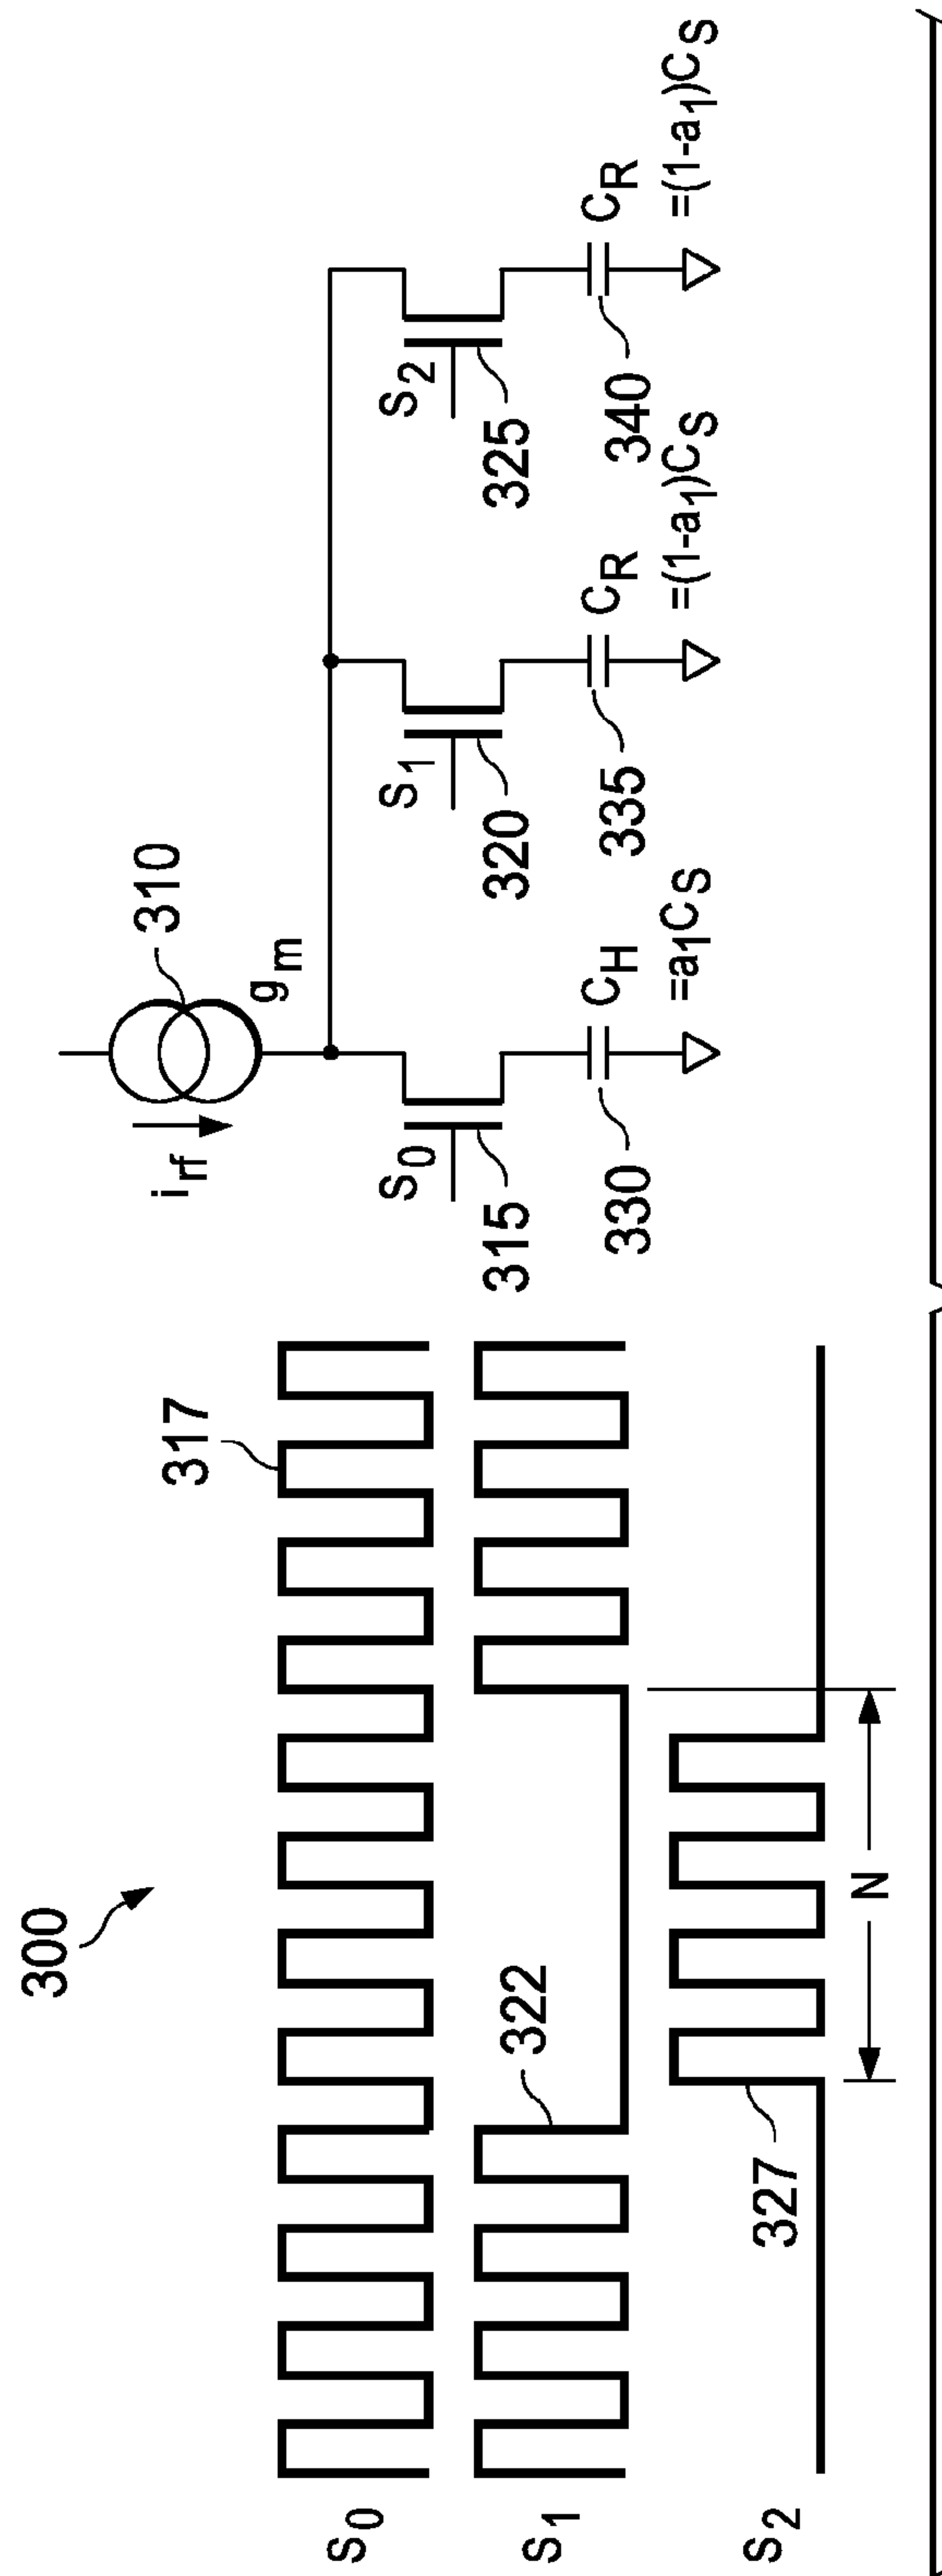 300
S0
317
S1
322
S2
327
N
irf
310
gm
S0
315
330
CH
=a1CS
S1
320
335
CR
=(1-a1)CS
S2
325
340
CR
=(1-a1)CS